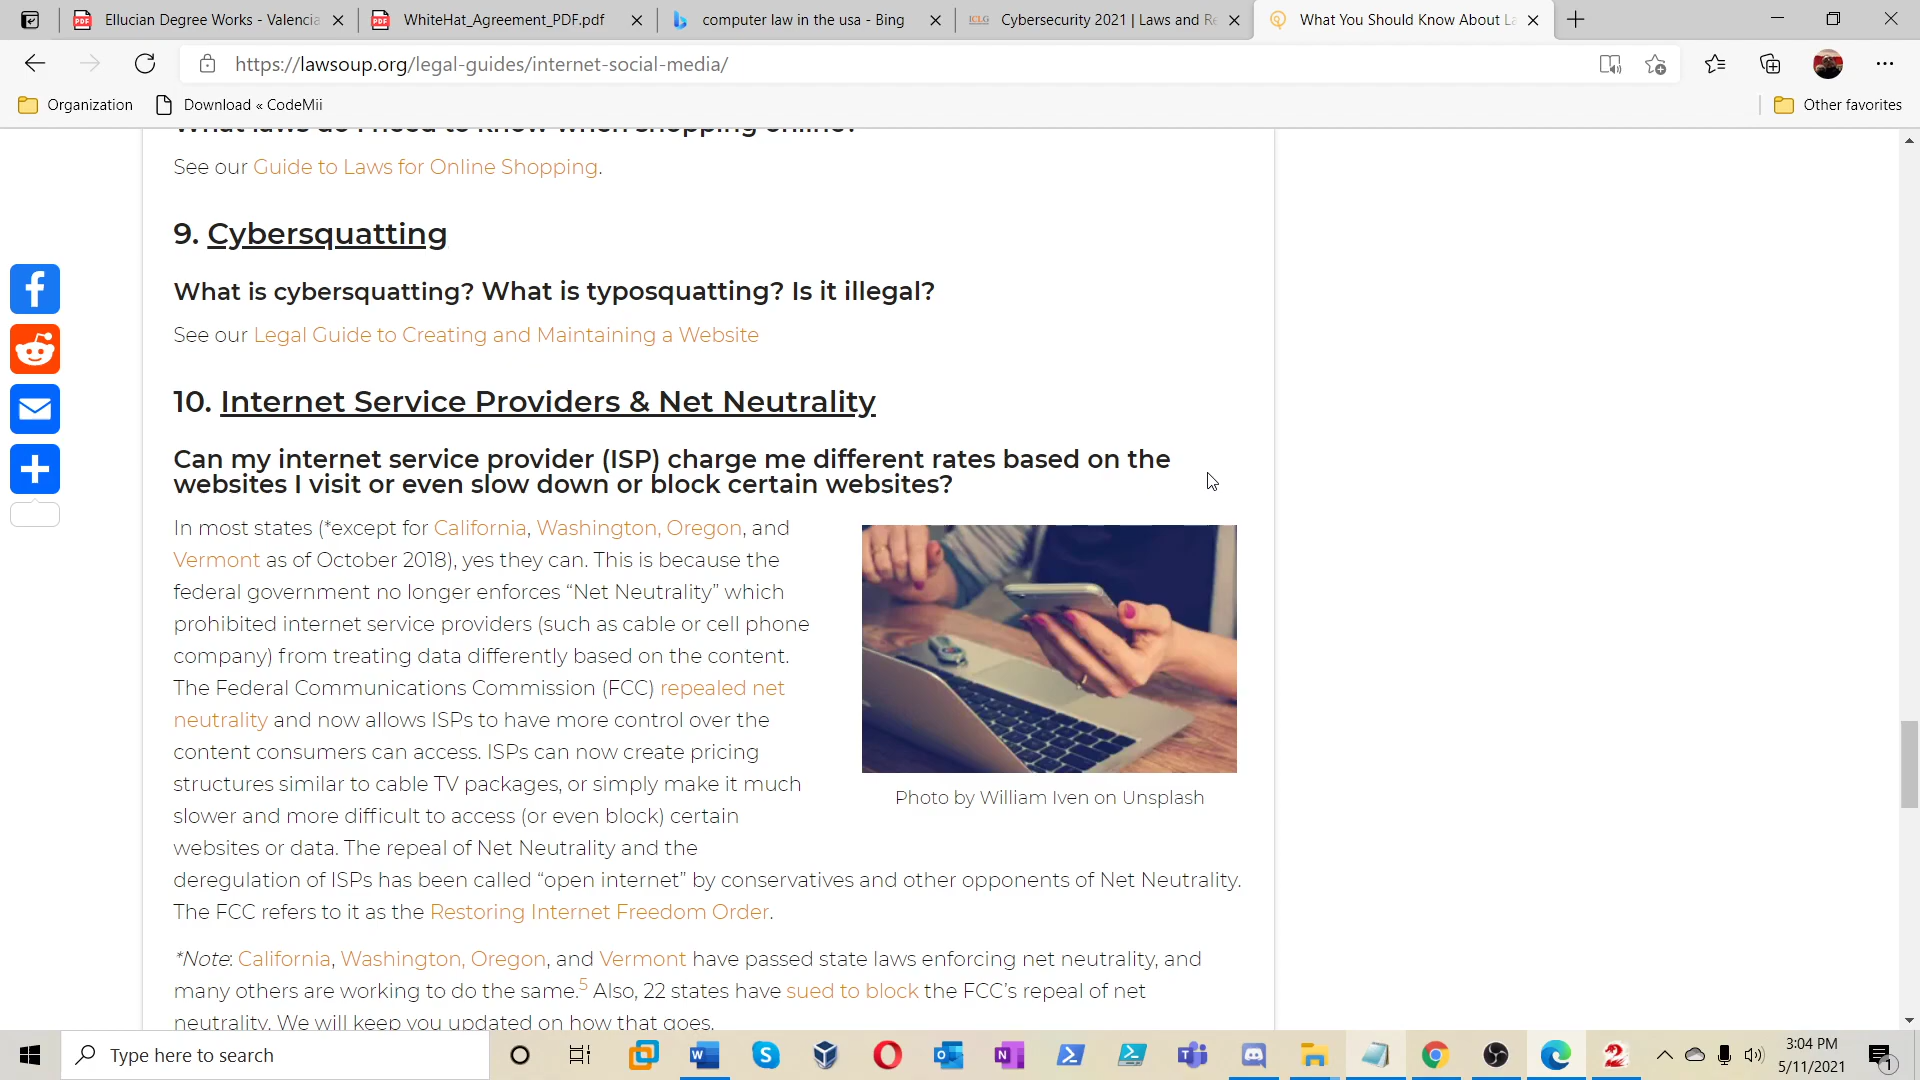 Ellucian Degree Works - Valencia
WhiteHat_Agreement_PDF.pdf
computer law in the usa - Bing
ICLG
Cybersecurity 2021 | Laws and Re
What You Should Know About La
https://lawsoup.org/legal-guides/internet-social-media/
Organization
Download « CodeMii
Other favorites
What laws do I need to know when shopping online?
See our Guide to Laws for Online Shopping.
9. Cybersquatting
What is cybersquatting? What is typosquatting? Is it illegal?
See our Legal Guide to Creating and Maintaining a Website
10. Internet Service Providers & Net Neutrality
Can my internet service provider (ISP) charge me different rates based on the
websites I visit or even slow down or block certain websites?
In most states (*except for California, Washington, Oregon, and
Vermont as of October 2018), yes they can. This is because the
federal government no longer enforces “Net Neutrality” which
prohibited internet service providers (such as cable or cell phone
company) from treating data differently based on the content.
The Federal Communications Commission (FCC) repealed net
neutrality and now allows ISPs to have more control over the
content consumers can access. ISPs can now create pricing
structures similar to cable TV packages, or simply make it much
slower and more difficult to access (or even block) certain
websites or data. The repeal of Net Neutrality and the
deregulation of ISPs has been called “open internet” by conservatives and other opponents of Net Neutrality.
The FCC refers to it as the Restoring Internet Freedom Order.
Photo by William Iven on Unsplash
*Note: California, Washington, Oregon, and Vermont have passed state laws enforcing net neutrality, and
many others are working to do the same.5 Also, 22 states have sued to block the FCC’s repeal of net
neutrality. We will keep you updated on how that goes.
Type here to search
3:04 PM
5/11/2021
1